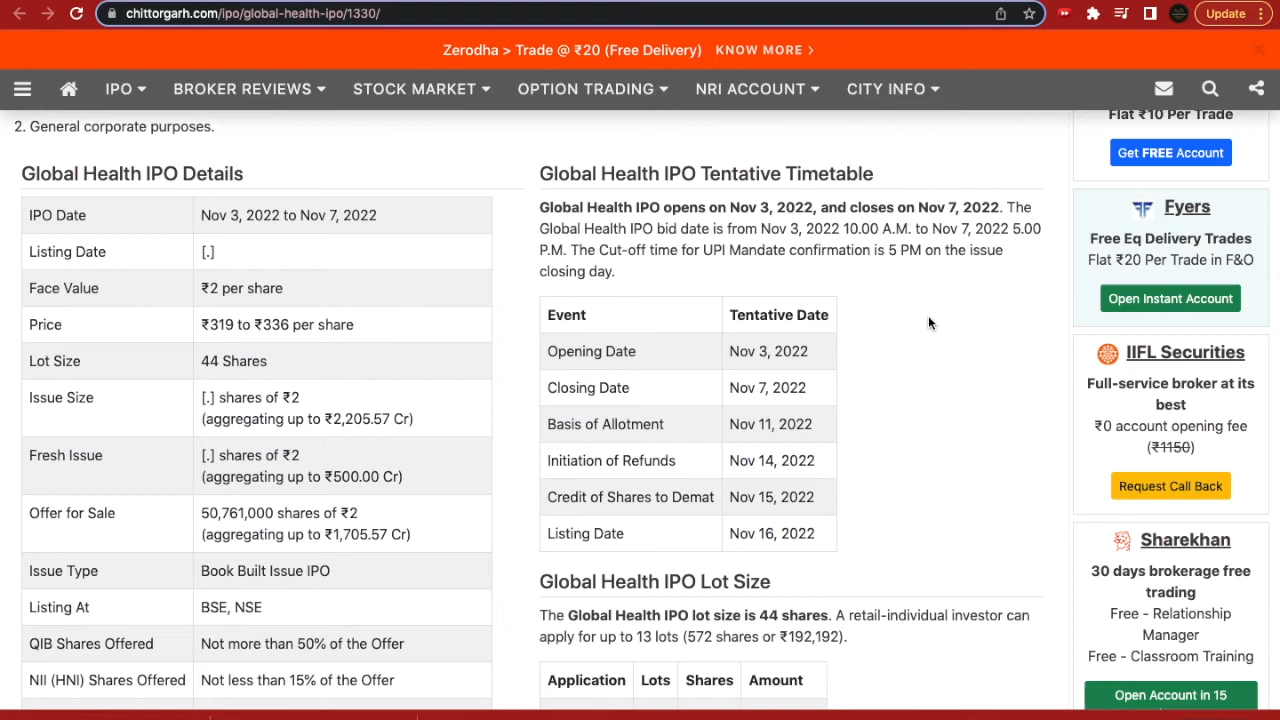 chittorgarh.com/ipo/global-health-ipo/1330/
Update
Zerodha > Trade @ ₹20 (Free Delivery) KNOW MORE >
IPO
BROKER REVIEWS
STOCK MARKET
OPTION TRADING
NRI ACCOUNT
CITY INFO
2. General corporate purposes.
Global Health IPO Details
IPO Date Nov 3, 2022 to Nov 7, 2022
Listing Date [.]
Face Value ₹2 per share
Price ₹319 to ₹336 per share
Lot Size 44 Shares
Issue Size [.] shares of ₹2
(aggregating up to ₹2,205.57 Cr)
Fresh Issue [.] shares of ₹2
(aggregating up to ₹500.00 Cr)
Offer for Sale 50,761,000 shares of ₹2
(aggregating up to ₹1,705.57 Cr)
Issue Type Book Built Issue IPO
Listing At BSE, NSE
QIB Shares Offered Not more than 50% of the Offer
NII (HNI) Shares Offered Not less than 15% of the Offer
Global Health IPO Tentative Timetable
Global Health IPO opens on Nov 3, 2022, and closes on Nov 7, 2022. The
Global Health IPO bid date is from Nov 3, 2022 10.00 A.M. to Nov 7, 2022 5.00
P.M. The Cut-off time for UPI Mandate confirmation is 5 PM on the issue
closing day.
Event Tentative Date
Opening Date Nov 3, 2022
Closing Date Nov 7, 2022
Basis of Allotment Nov 11, 2022
Initiation of Refunds Nov 14, 2022
Credit of Shares to Demat Nov 15, 2022
Listing Date Nov 16, 2022
Global Health IPO Lot Size
The Global Health IPO lot size is 44 shares. A retail-individual investor can
apply for up to 13 lots (572 shares or ₹192,192).
Application Lots Shares Amount
Flat ₹10 Per Trade
Get FREE Account
Fyers
Free Eq Delivery Trades
Flat ₹20 Per Trade in F&O
Open Instant Account
IIFL Securities
Full-service broker at its
best
₹0 account opening fee
(₹1150)
Request Call Back
Sharekhan
30 days brokerage free
trading
Free - Relationship
Manager
Free - Classroom Training
Open Account in 15